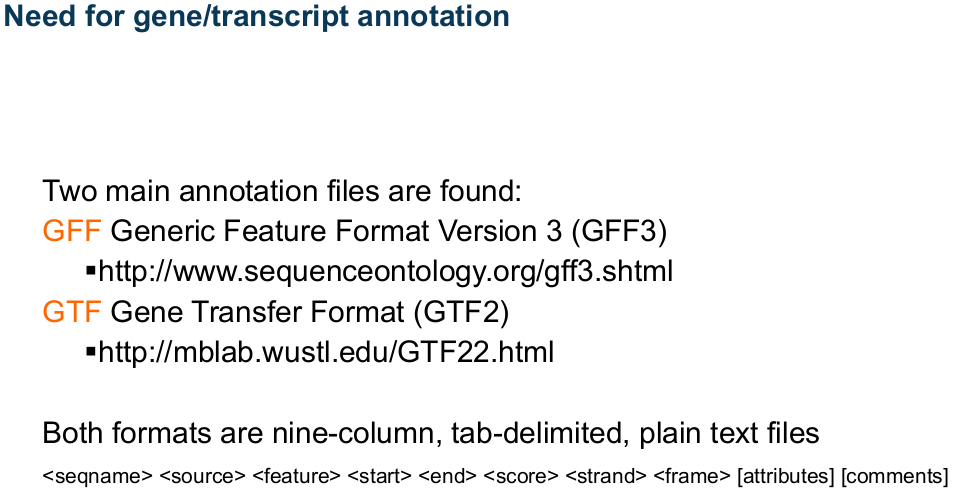 Need for gene/transcript annotation
Two main annotation files are found:
GFF Generic Feature Format Version 3 (GFF3)
▪http://www.sequenceontology.org/gff3.shtml
GTF Gene Transfer Format (GTF2)
▪http://mblab.wustl.edu/GTF22.html
Both formats are nine-column, tab-delimited, plain text files
<seqname> <source> <feature> <start> <end> <score> <strand> <frame> [attributes] [comments]